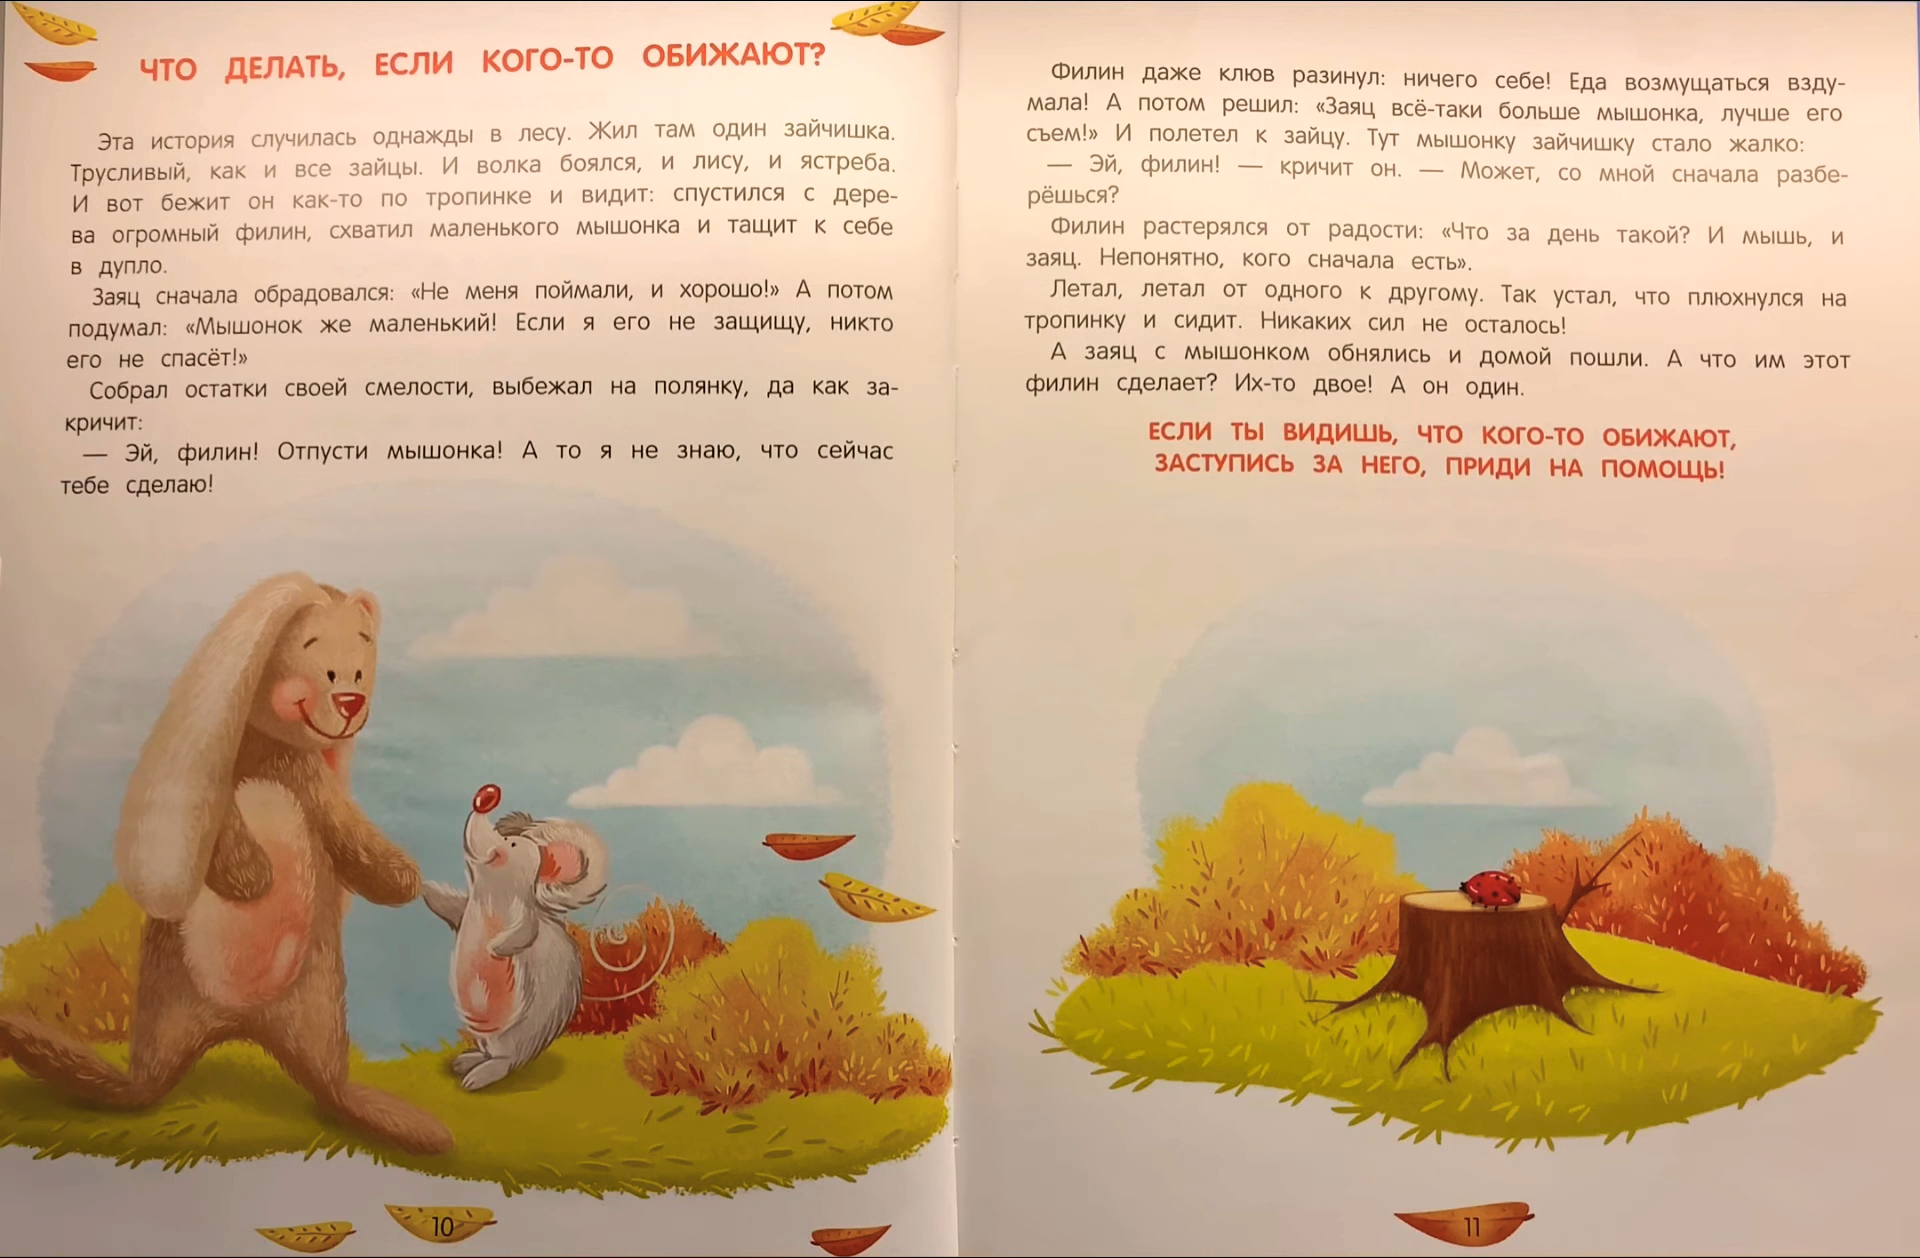 ЧТО ДЕЛАТЬ, ЕСЛИ КОГО-ТО ОБИЖАЮТ?
Эта история случилась однажды в лесу. Жил там один зайчишка.
Трусливый, как и все зайцы. И волка боялся, и лису, и ястреба.
И вот бежит он как-то по тропинке и видит: спустился с дере-
ва огромный филин, схватил маленького мышонка и тащит к себе
в дупло.
Заяц сначала обрадовался: «Не меня поймали, и хорошо!» А потом
подумал: «Мышонок же маленький! Если я его не защищу, никто
его не спасёт!»
Собрал остатки своей смелости, выбежал на полянку, да как за-
кричит:
— Эй, филин! Отпусти мышонка! А то я не знаю, что сейчас
тебе сделаю!
10
Филин даже клюв разинул: ничего себе! Еда возмущаться взду-
мала! А потом решил: «Заяц всё-таки больше мышонка, лучше его
съем!» И полетел к зайцу. Тут мышонку зайчишку стало жалко:
— Эй, филин! — кричит он. — Может, со мной сначала разбе-
рёшься?
Филин растерялся от радости: «Что за день такой? И мышь, и
заяц. Непонятно, кого сначала есть».
Летал, летал от одного к другому. Так устал, что плюхнулся на
тропинку и сидит. Никаких сил не осталось!
А заяц с мышонком обнялись и домой пошли. А что им этот
филин сделает? Их-то двое! А он один.
ЕСЛИ ТЫ ВИДИШЬ, ЧТО КОГО-ТО ОБИЖАЮТ,
ЗАСТУПИСЬ ЗА НЕГО, ПРИДИ НА ПОМОЩЬ!
11